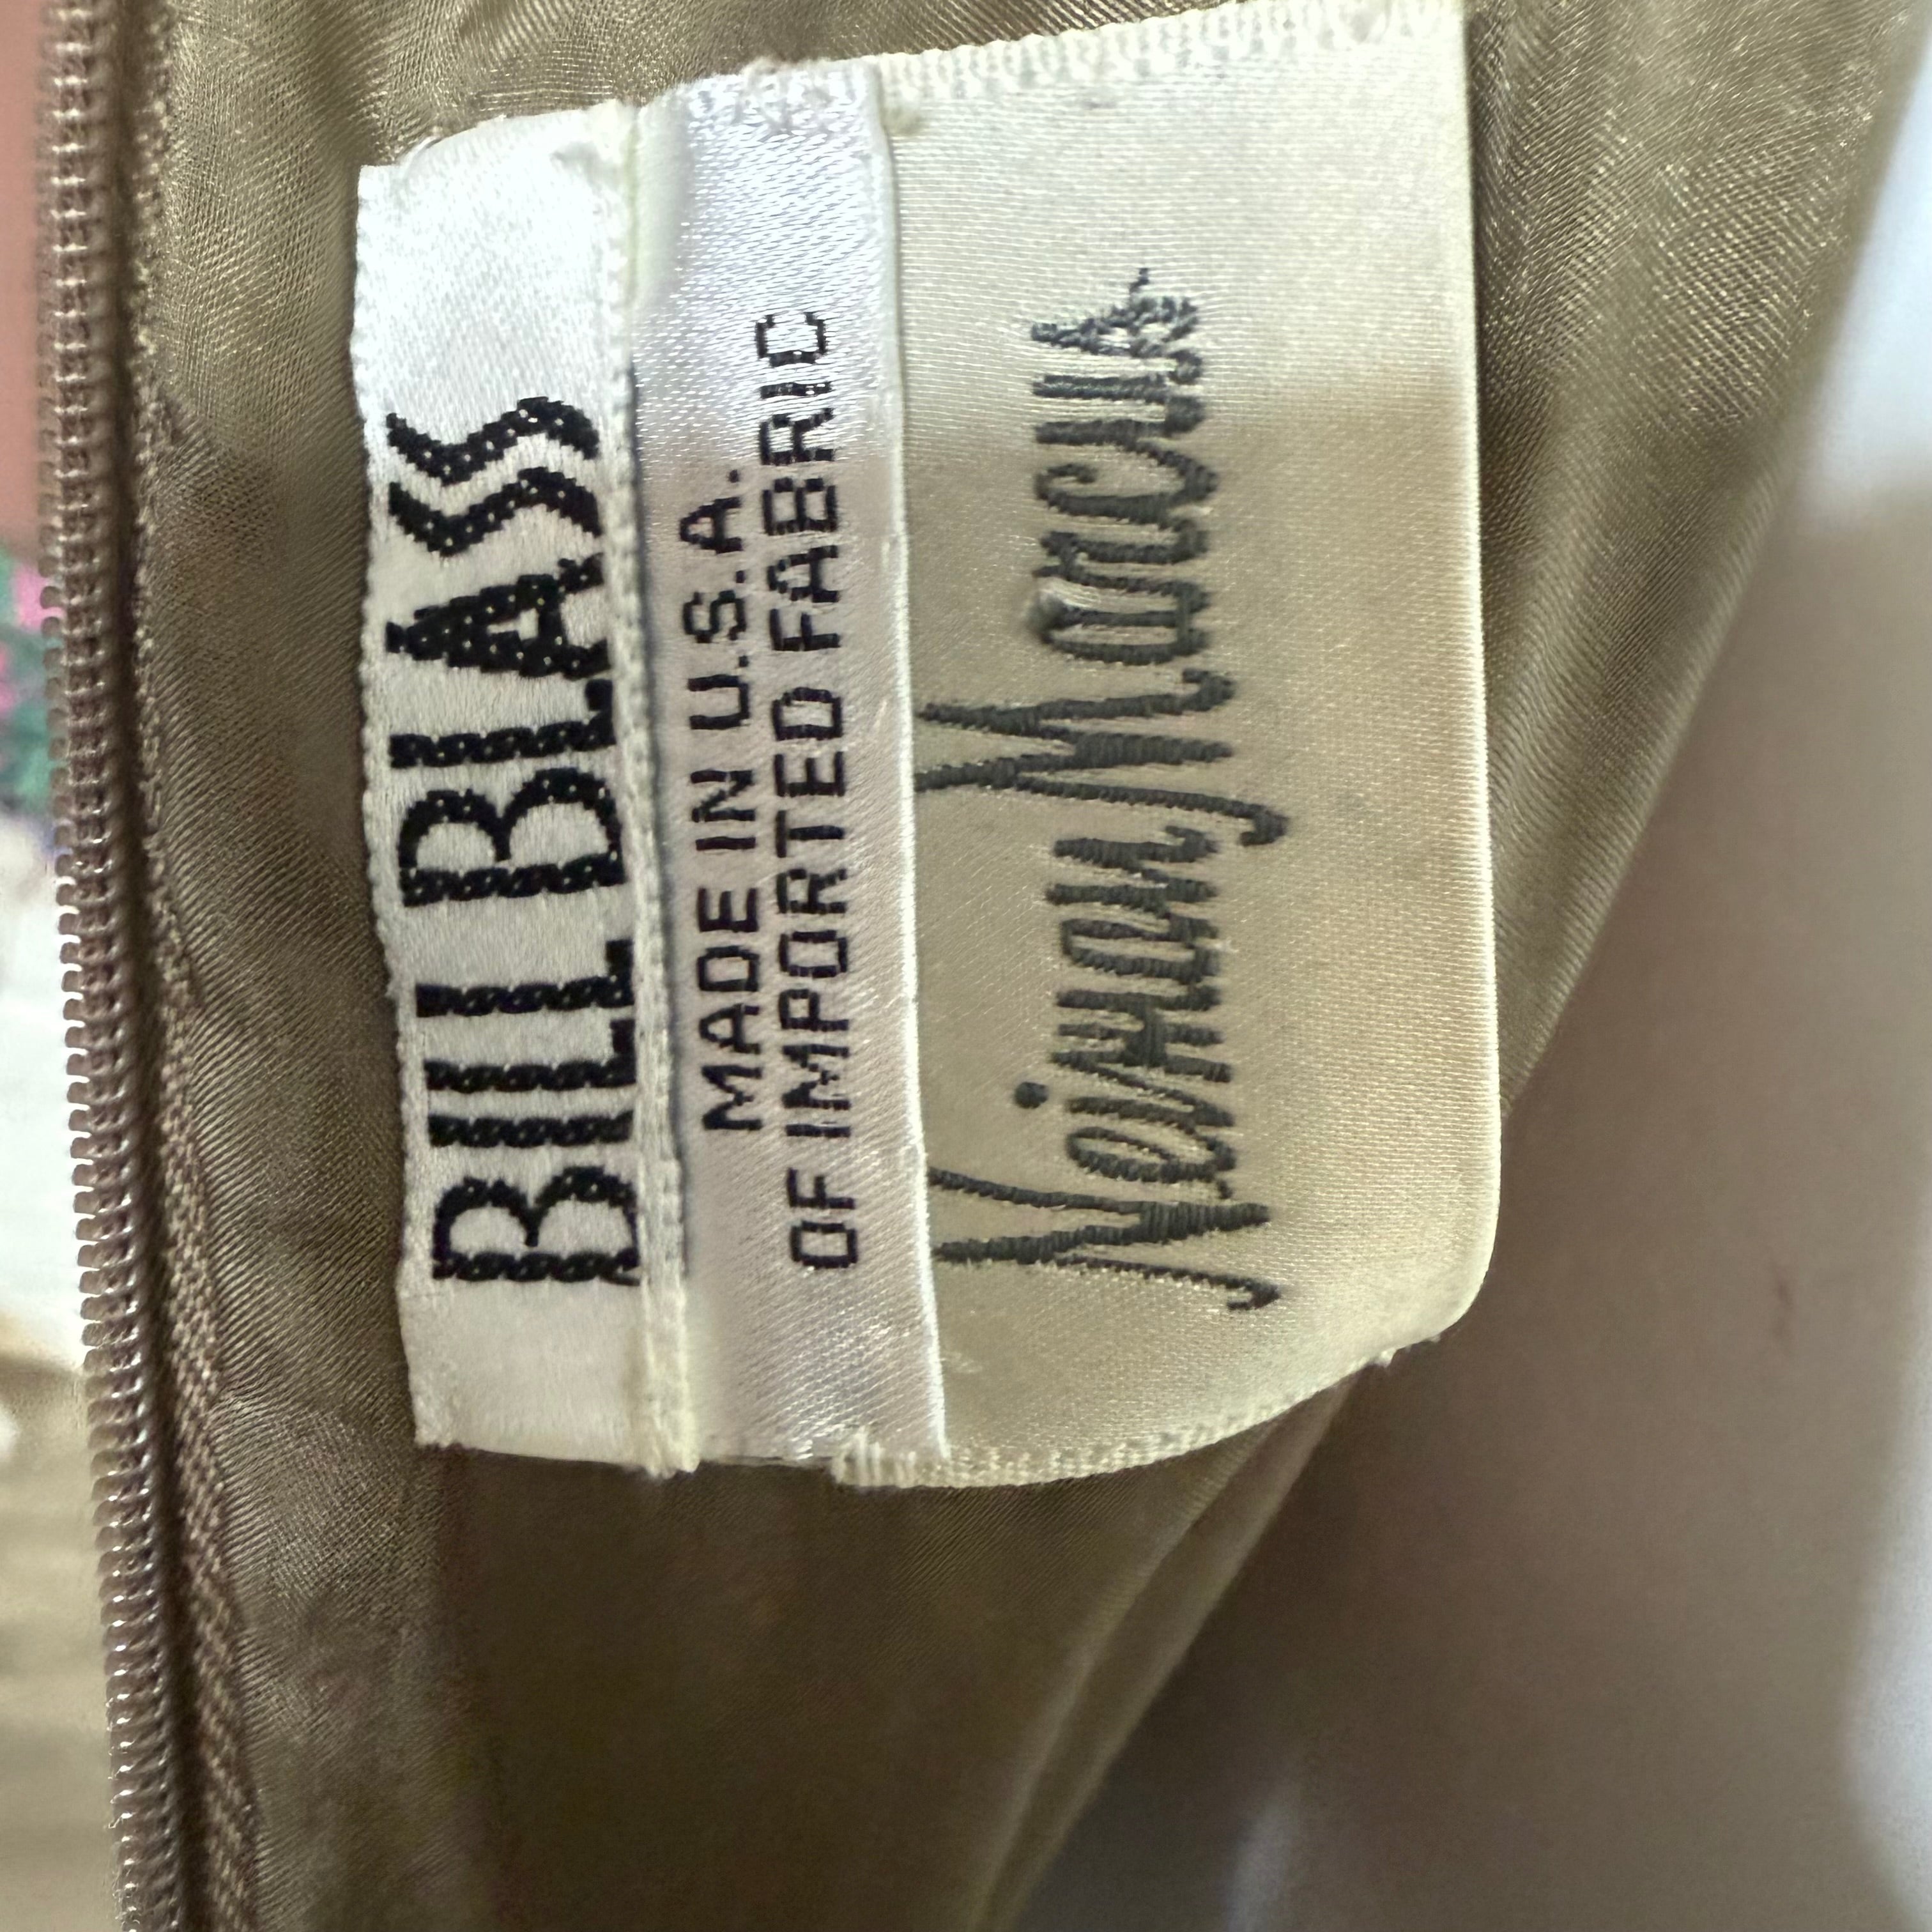 BILL BLASS
MADE IN U.S.A.
OF IMPORTED FABRIC
Neiman Marcus